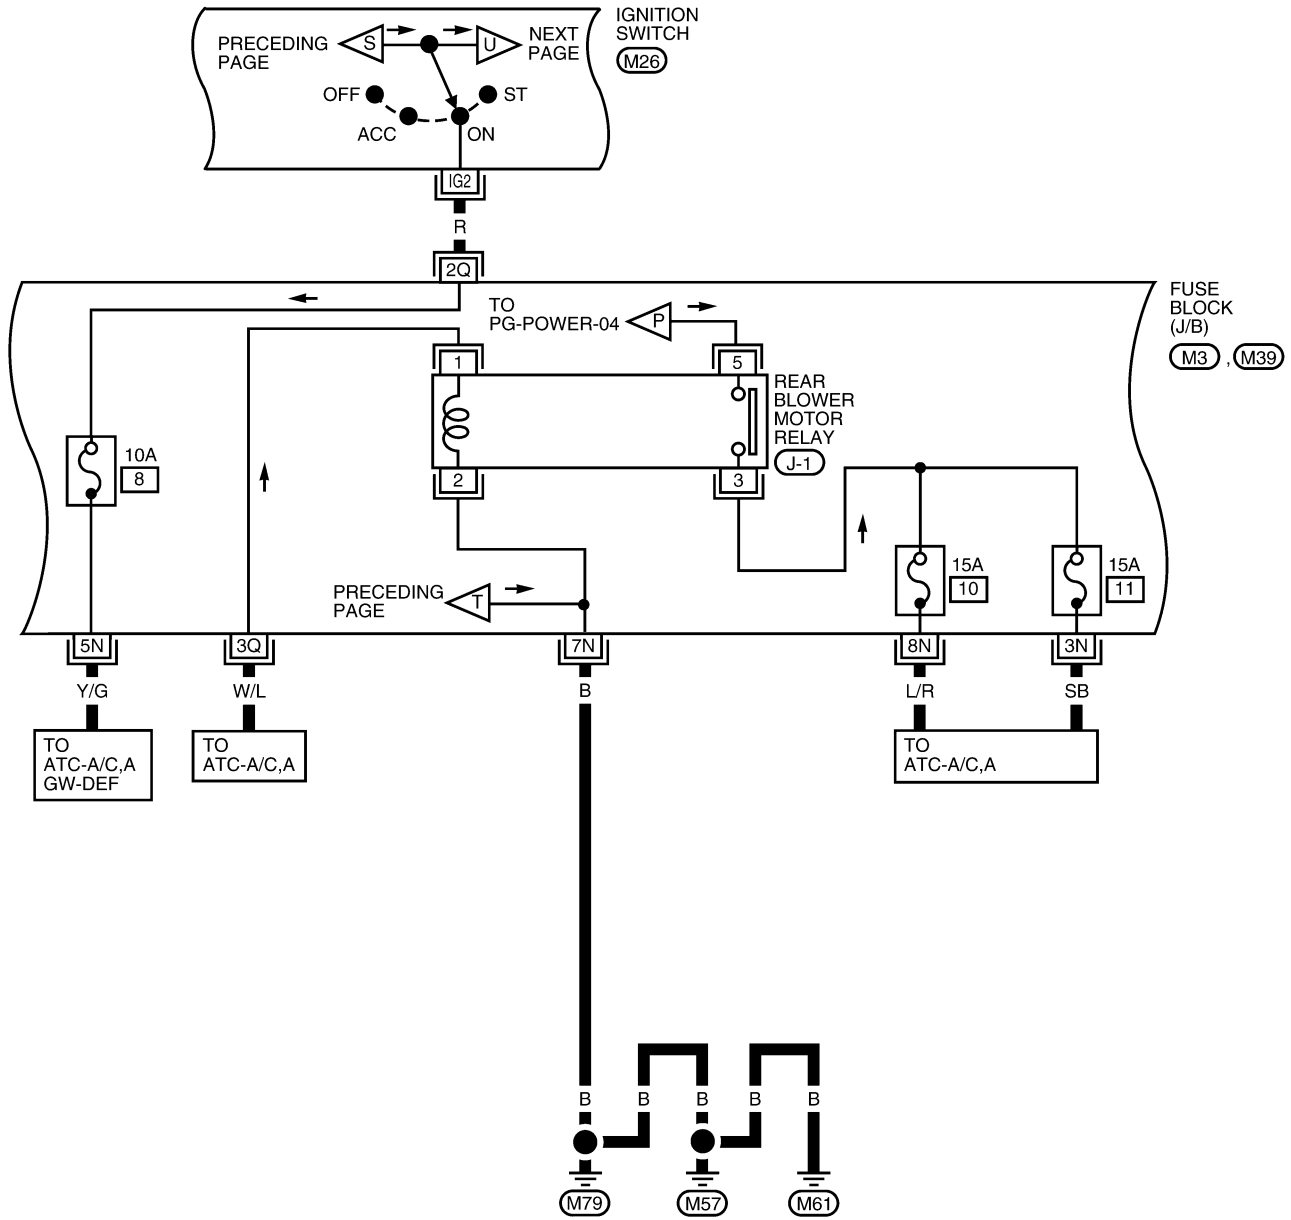 IGNITION
SWITCH
M26
PRECEDING
PAGE
S
U
NEXT
PAGE
OFF
ST
ACC
ON
IG2
R
2Q
FUSE
BLOCK
(J/B)
M3 , M39
TO
PG-POWER-04
P
1
5
REAR
BLOWER
MOTOR
RELAY
J-1
10A
8
2
3
15A
10
15A
11
PRECEDING
PAGE
T
5N
3Q
7N
8N
3N
Y/G
W/L
B
L/R
SB
TO
ATC-A/C,A
GW-DEF
TO
ATC-A/C,A
TO
ATC-A/C,A
B
B
B
B
B
M79
M57
M61